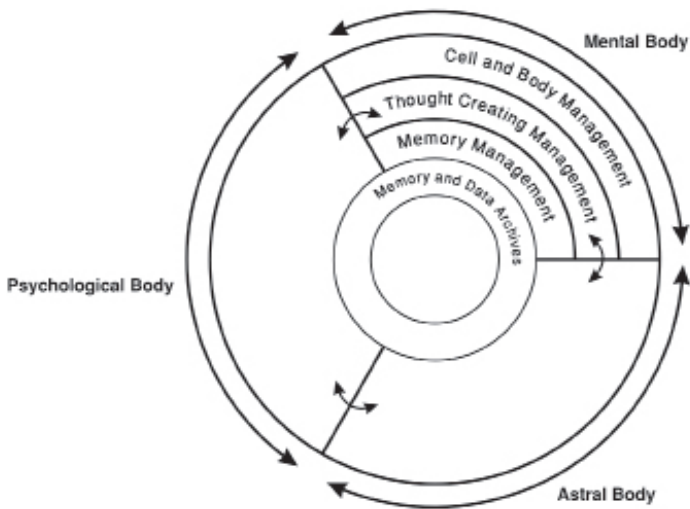 Mental Body
Cell and Body Management
Thought Creating Management
Memory Management
Memory and Data Archives
Psychological Body
Astral Body